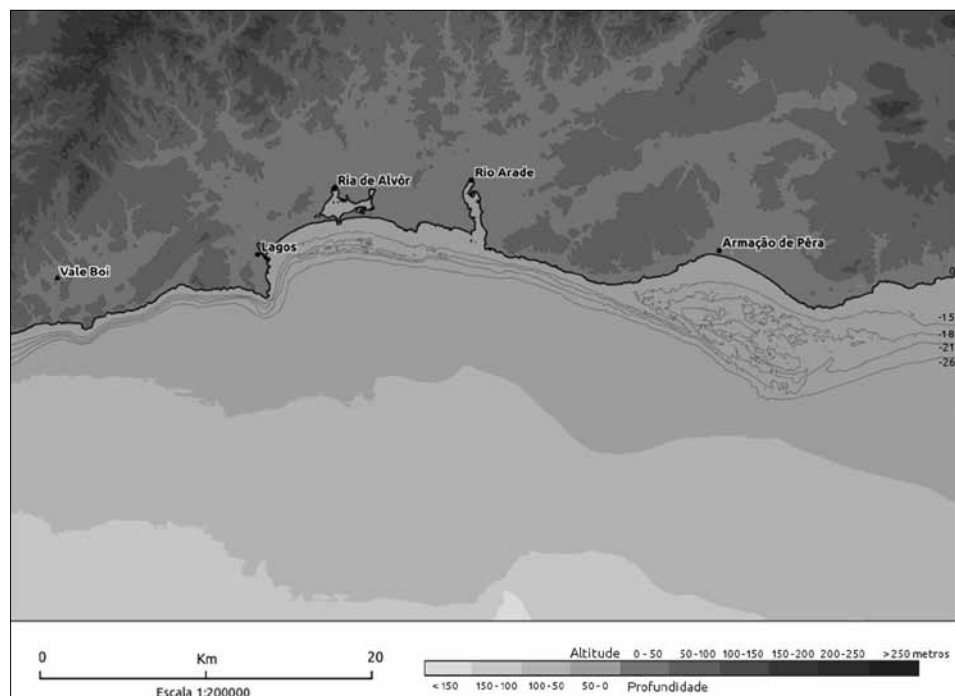 Ria de Alvôr
Rio Arade
Lagos
Armação de Pêra
Vale Boi
0
-15
-18
-21
-26
0 Km 20
Escala 1:200000
Altitude 0 - 50 50 -100 100-150 150-200 200-250 > 250 metros
< 150 150-100 100-50 50-0 Profundidade